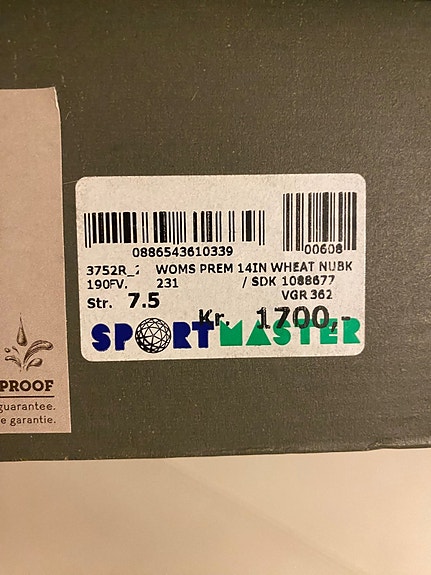 0886543610339
00608
3752R_2 WOMS PREM 14IN WHEAT NUBK
190FV. 231 / SDK 1088677
VGR 362
Str. 7.5
Kr. 1700,-
SPORTMASTER
PROOF
guarantee.
e garantie.